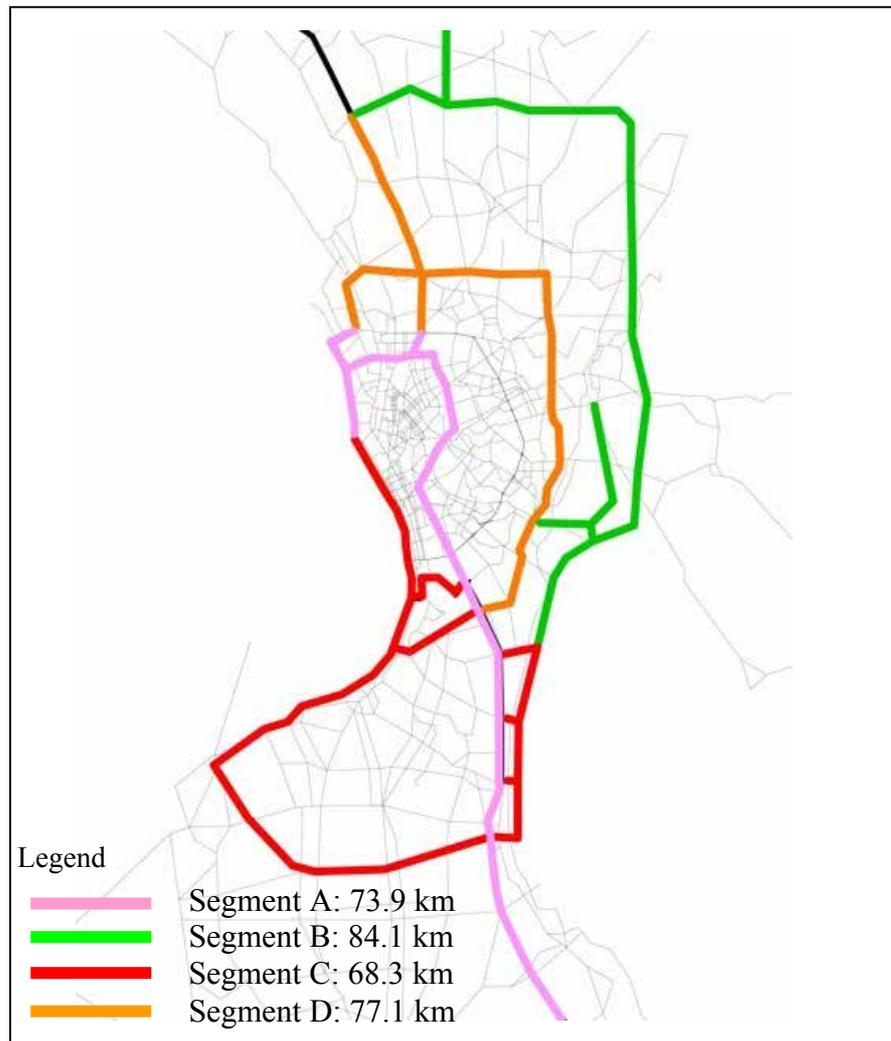 Legend
Segment A: 73.9 km
Segment B: 84.1 km
Segment C: 68.3 km
Segment D: 77.1 km